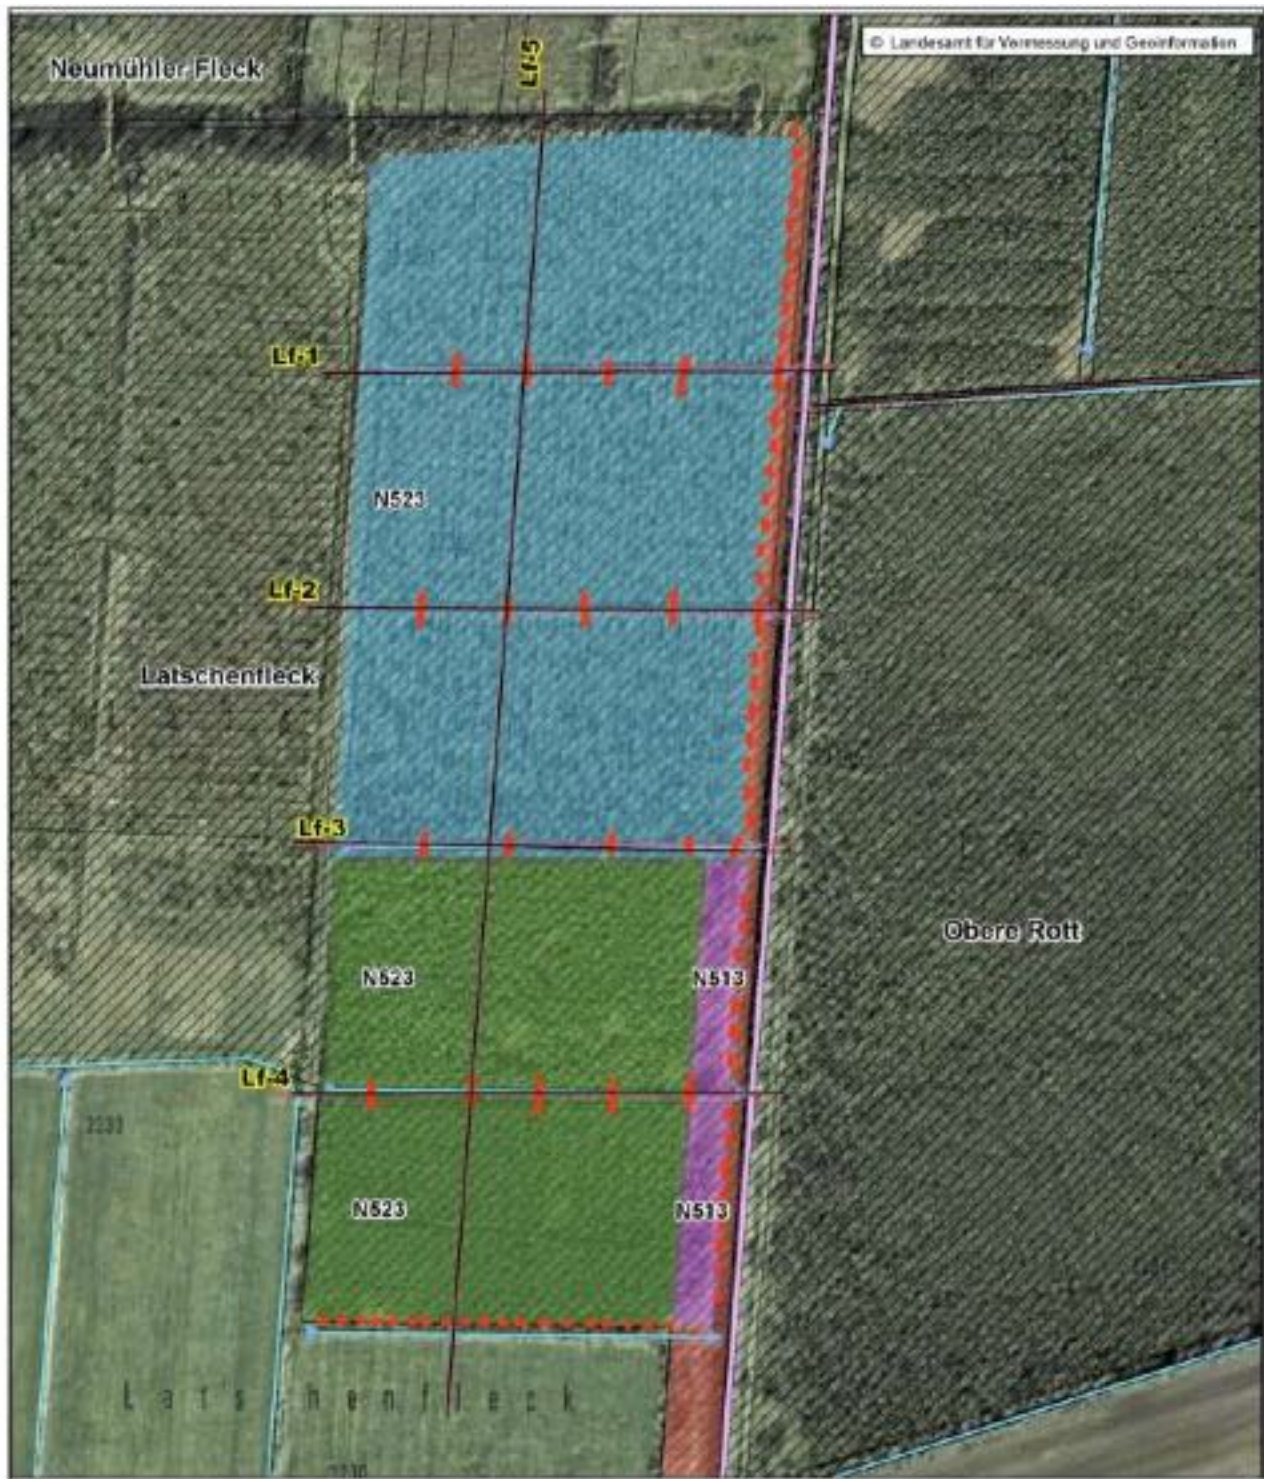 © Landesamt für Vermessung und Geoinformation
Neumühler Fleck
Lf-5
Lf-1
N523
Lf-2
Latschenfleck
Lf-3
Obere Rott
N523
N513
Lf-4
N523
N513